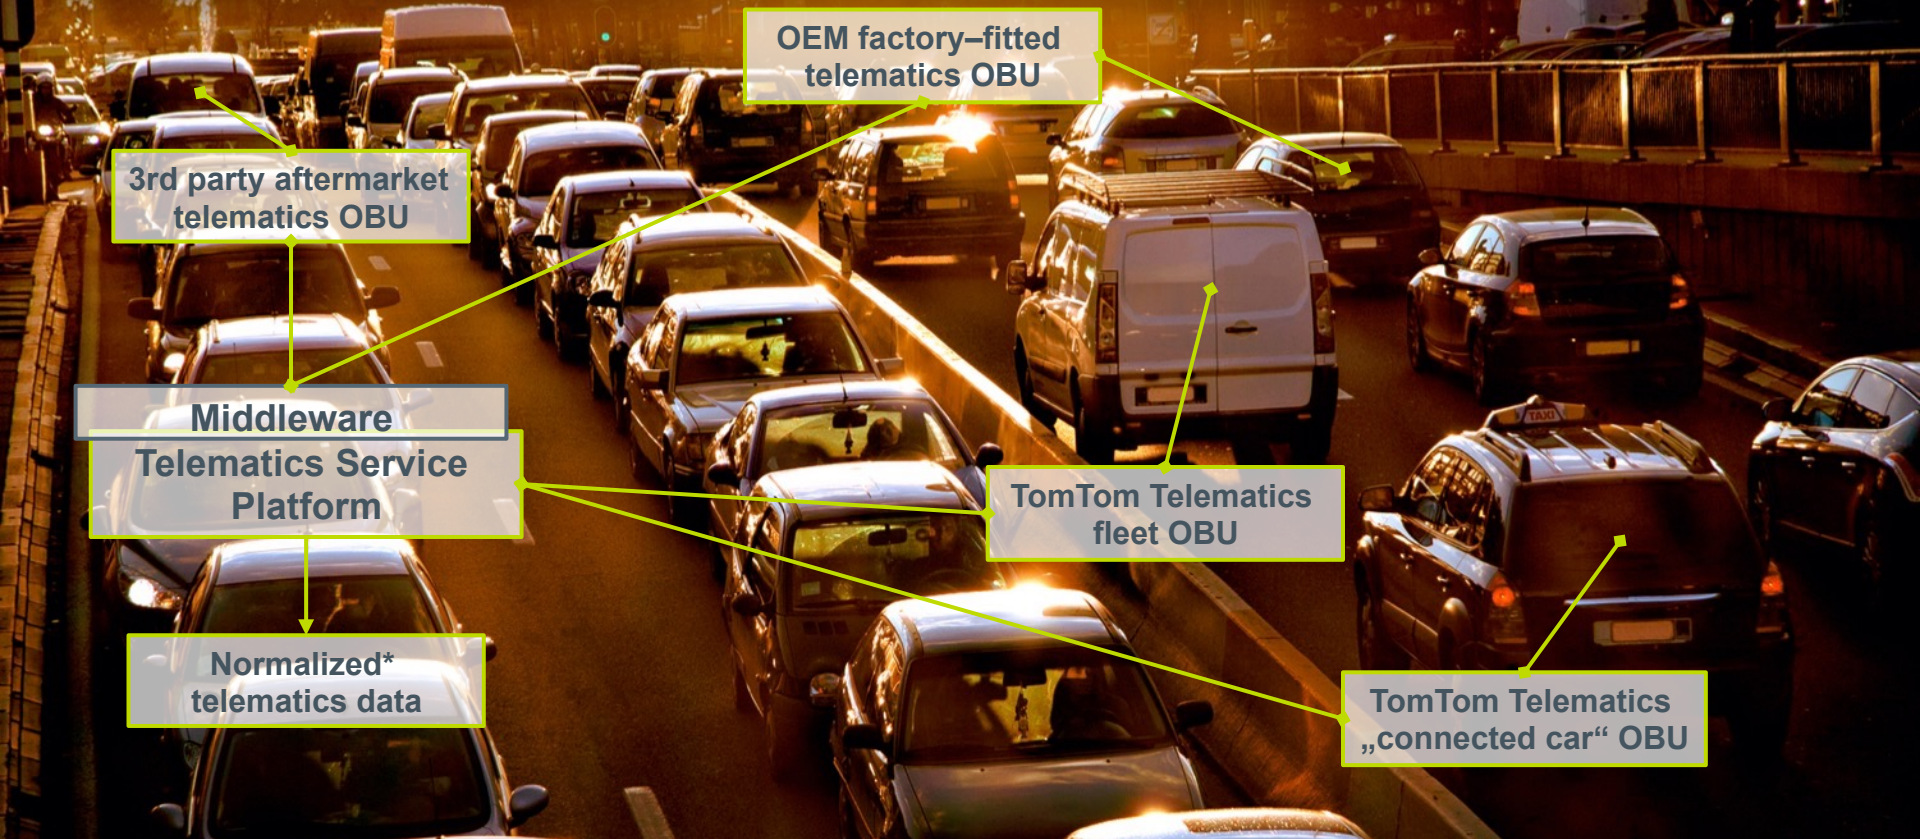 OEM factory–fitted
telematics OBU
3rd party aftermarket
telematics OBU
Middleware
Telematics Service
Platform
TomTom Telematics
fleet OBU
TAXI
Normalized*
telematics data
TomTom Telematics
„connected car“ OBU